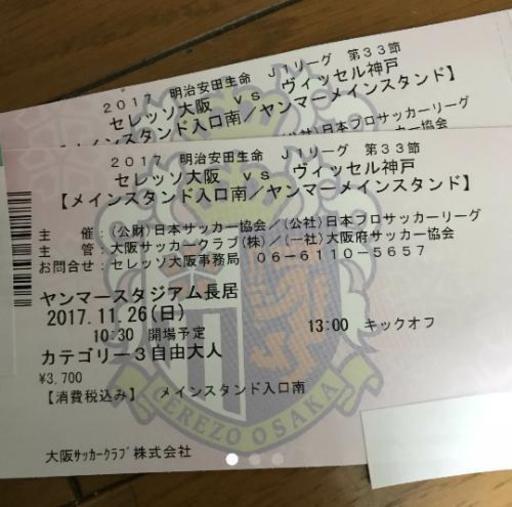 2017 明治安田生命 J1リーグ 第33節
セレッソ大阪 vs ヴィッセル神戸
インスタンド入口南/ヤンマーメインスタンド】
(公社)日本プロサッカーリーグ
府サッカー協会
2017 明治安田生命 J1リーグ 第33節
セレッソ大阪 vs ヴィッセル神戸
【メインスタンド入口南/ヤンマーメインスタンド】
主 催:(公財)日本サッカー協会/(公社)日本プロサッカーリーグ
主 管:大阪サッカークラブ(株)/(一社)大阪府サッカー協会
お問合せ:セレッソ大阪事務局 06-6110-5657
ヤンマースタジアム長居
2017.11.26(日)
10:30 開場予定 13:00 キックオフ
カテゴリー3自由大人
¥3,700
【消費税込み】 メインスタンド入口南
CEREZO OSAKA
大阪サッカークラブ株式会社